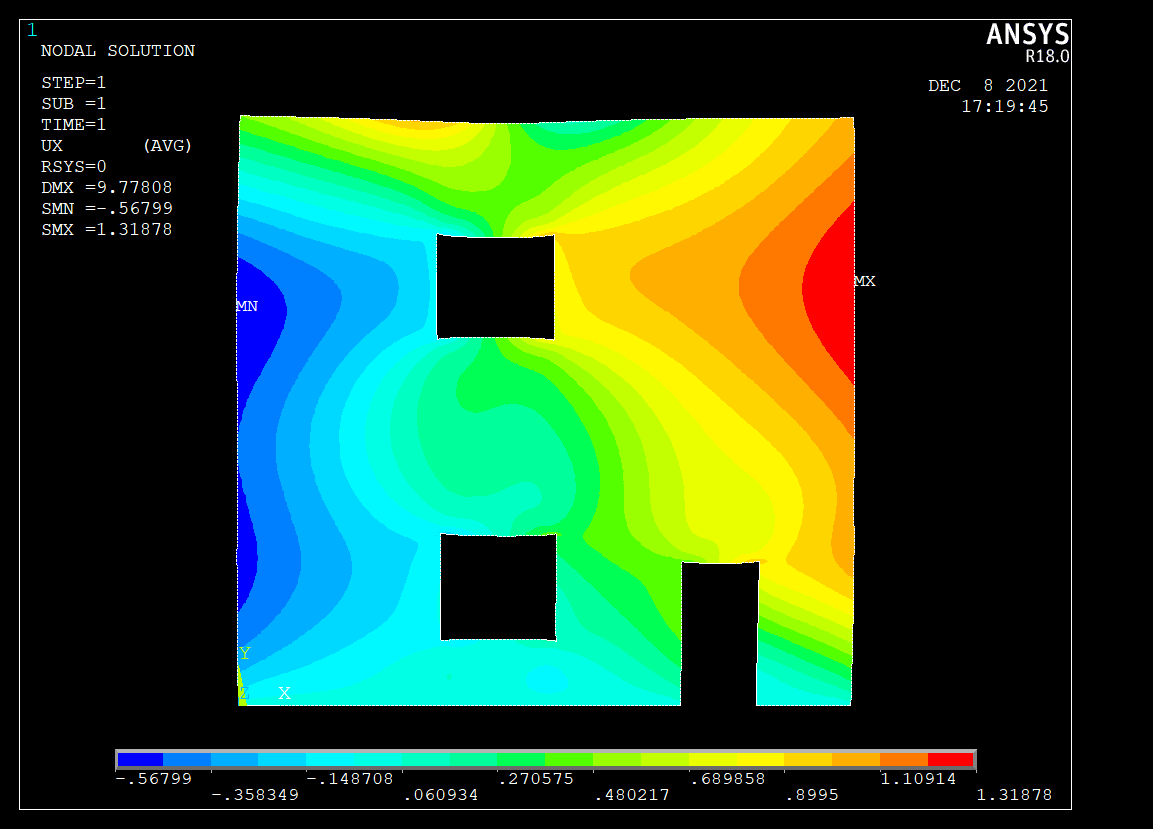 1
ANSYS
R18.0
NODAL SOLUTION
DEC 8 2021
17:19:45
STEP=1
SUB =1
TIME=1
UX (AVG)
RSYS=0
DMX =9.77808
SMN =-.56799
SMX =1.31878
MX
MN
Y
Z X
-.56799 -.148708 .270575 .689858 1.10914
-.358349 .060934 .480217 .8995 1.31878